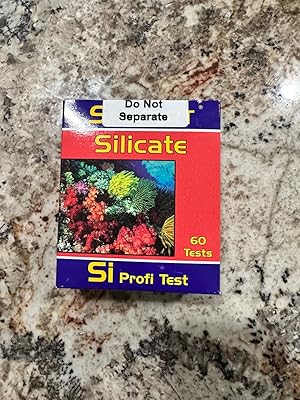 Do Not
Separate
Silicate
60
Tests
Si Profi Test